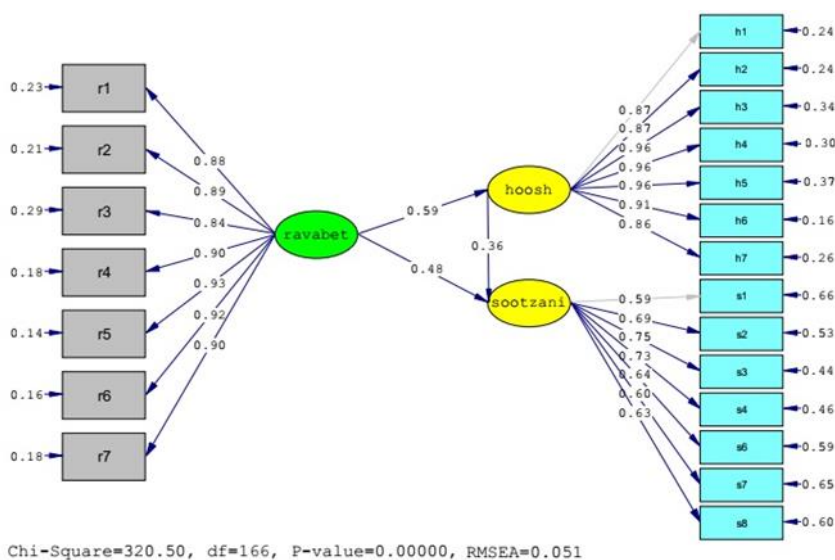 0.23 r1
0.21 r2
0.29 r3
0.18 r4
0.14 r5
0.16 r6
0.18 r7
0.88
0.89
0.84
0.90
0.93
0.92
0.90
ravabet
0.59
0.48
hoosh
0.36
sootzani
0.87
0.87
0.96
0.96
0.96
0.91
0.86
0.59
0.69
0.75
0.73
0.64
0.60
0.63
h1 0.24
h2 0.24
h3 0.34
h4 0.30
h5 0.37
h6 0.16
h7 0.26
s1 0.66
s2 0.53
s3 0.44
s4 0.46
s6 0.59
s7 0.65
s8 0.60
Chi-Square=320.50, df=166, P-value=0.00000, RMSEA=0.051